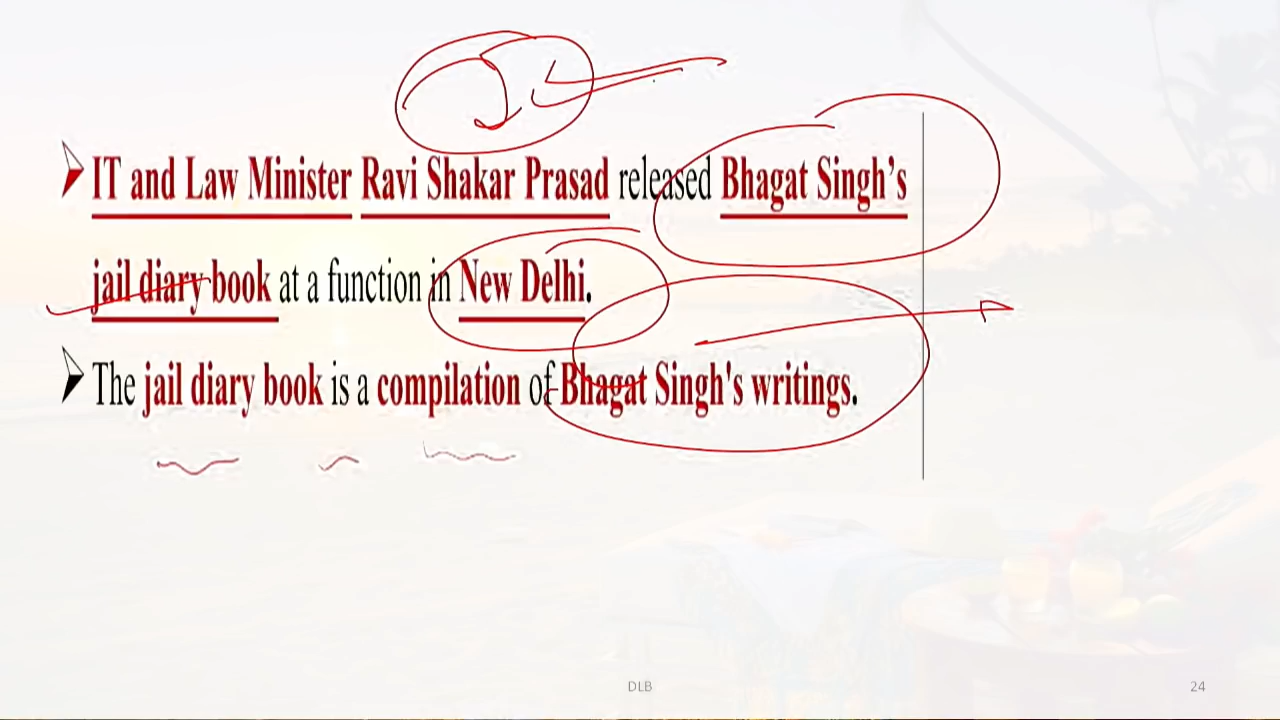 IT and Law Minister Ravi Shakar Prasad released Bhagat Singh’s
jail diary book at a function in New Delhi.
The jail diary book is a compilation of Bhagat Singh's writings.
DLB
24